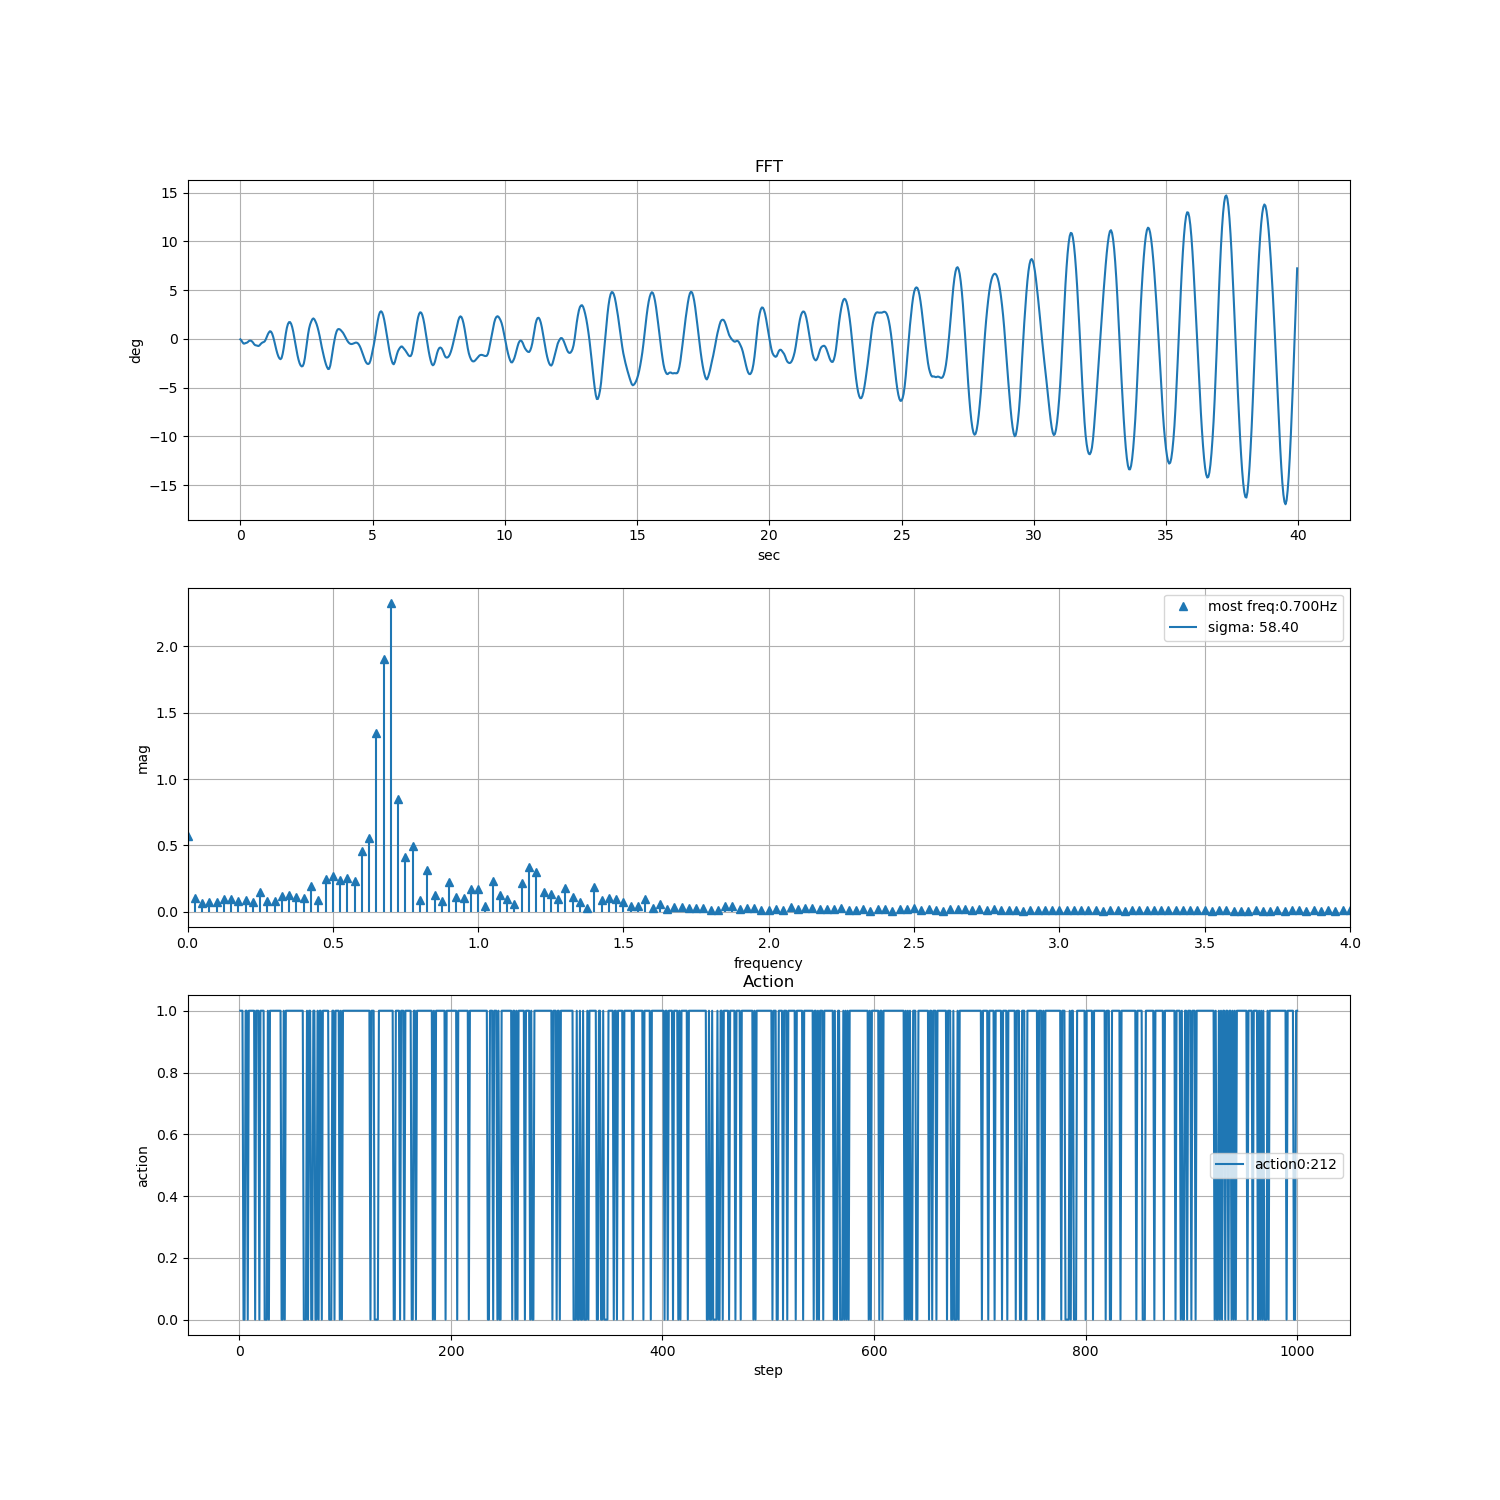 FFT
15
10
5
0
−5
−10
−15
deg
0 5 10 15 20 25 30 35 40
sec
most freq:0.700Hz
sigma: 58.40
2.0
1.5
1.0
0.5
0.0
mag
0.0 0.5 1.0 1.5 2.0 2.5 3.0 3.5 4.0
frequency
Action
1.0
0.8
0.6
0.4
0.2
0.0
action
action0:212
0 200 400 600 800 1000
step